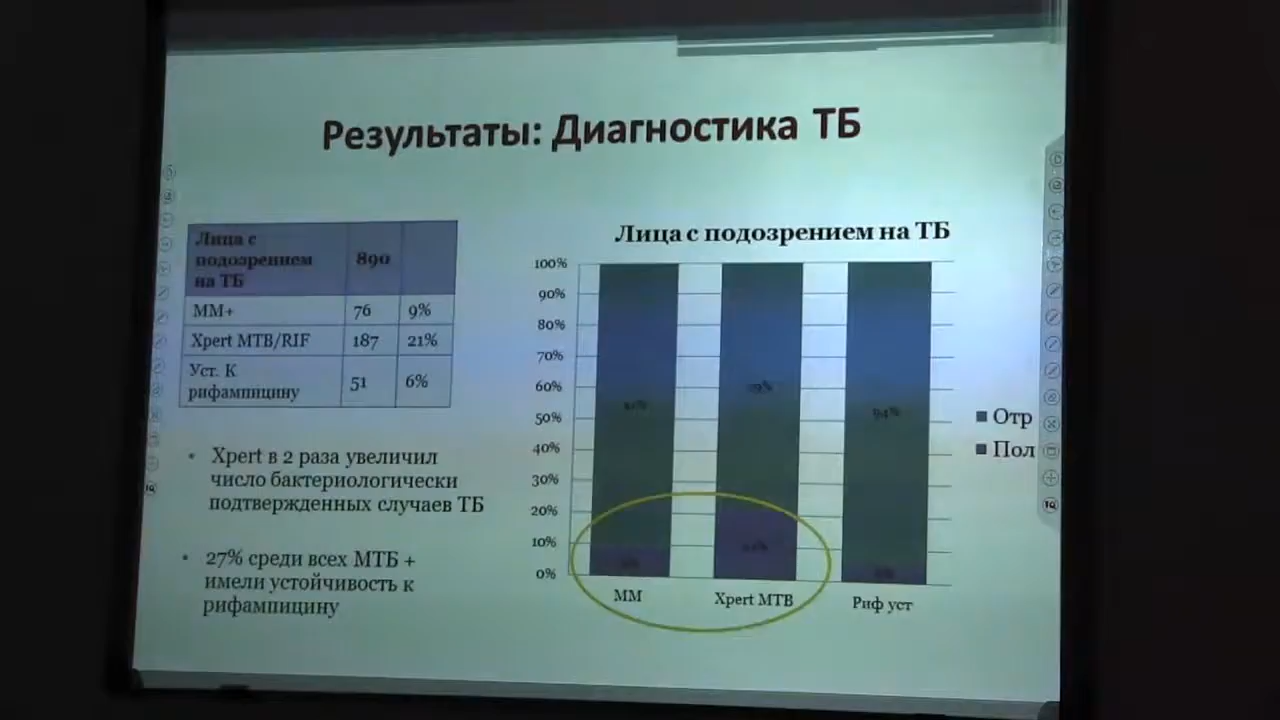 Результаты: Диагностика ТБ
Лица с
подозрением 890
на ТБ
ММ+ 76 9%
Xpert MTB/RIF 187 21%
Уст. К
рифампицину 51 6%
• Xpert в 2 раза увеличил
число бактериологически
подтвержденных случаев ТБ
• 27% среди всех МТБ +
имели устойчивость к
рифампицину
Лица с подозрением на ТБ
100%
90%
80%
70%
60%
50%
40%
30%
20%
10%
0%
79%
94%
ММ
Xpert MTB
Риф уст
Отр
Пол